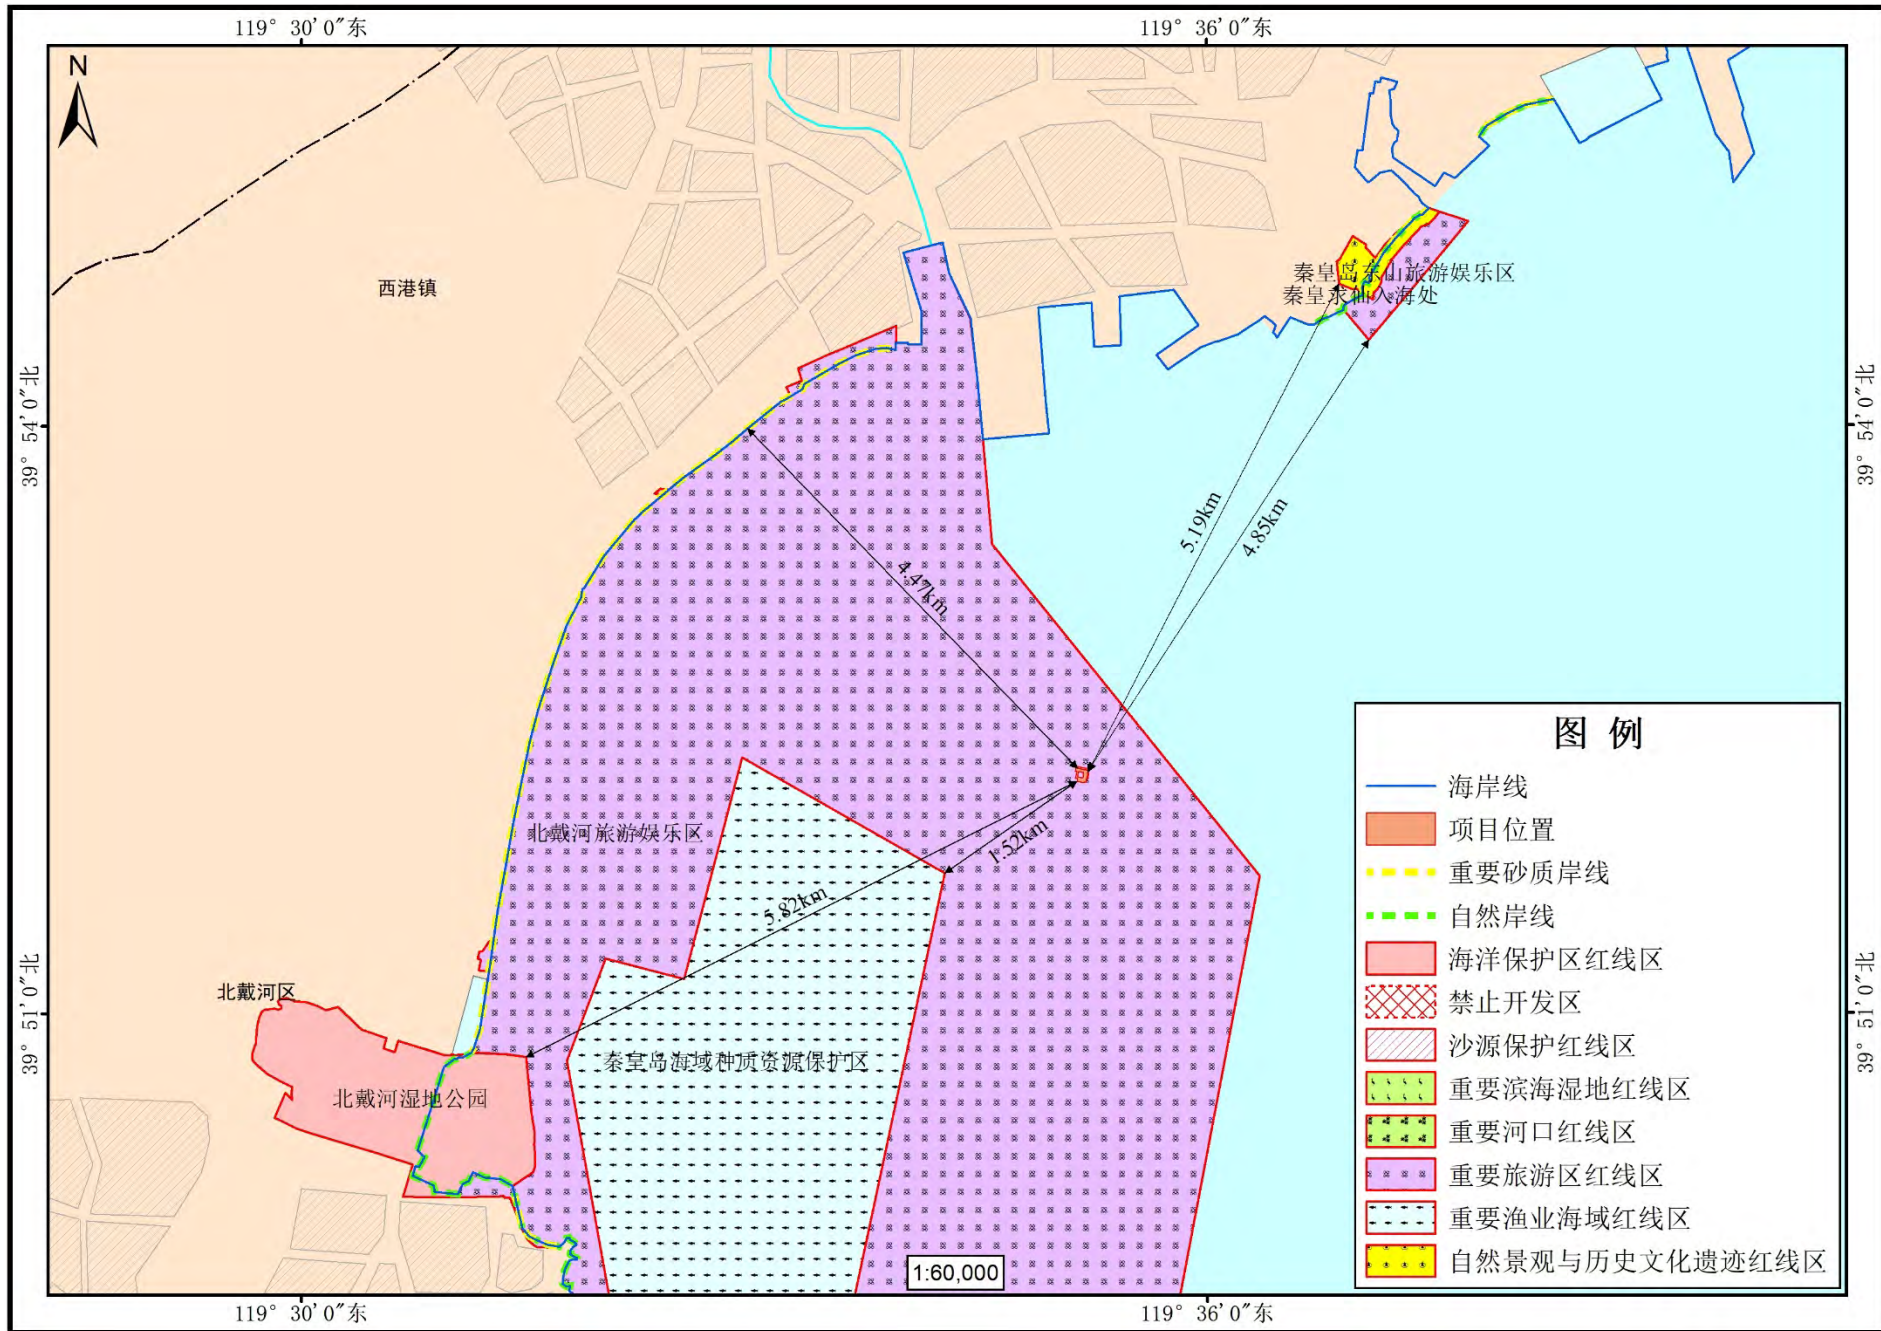 119° 30′ 0″东
119° 36′ 0″东
N
西港镇
秦皇岛东山旅游娱乐区
秦皇求仙入海处
39° 54′ 0″北
39° 54′ 0″北
5.19km
4.85km
4.47km
图 例
海岸线
项目位置
重要砂质岸线
自然岸线
海洋保护区红线区
禁止开发区
沙源保护红线区
重要滨海湿地红线区
重要河口红线区
重要旅游区红线区
重要渔业海域红线区
自然景观与历史文化遗迹红线区
北戴河旅游娱乐区
1.52km
5.82km
北戴河区
39° 51′ 0″北
39° 51′ 0″北
秦皇岛海域种质资源保护区
北戴河湿地公园
1:60,000
119° 30′ 0″东
119° 36′ 0″东